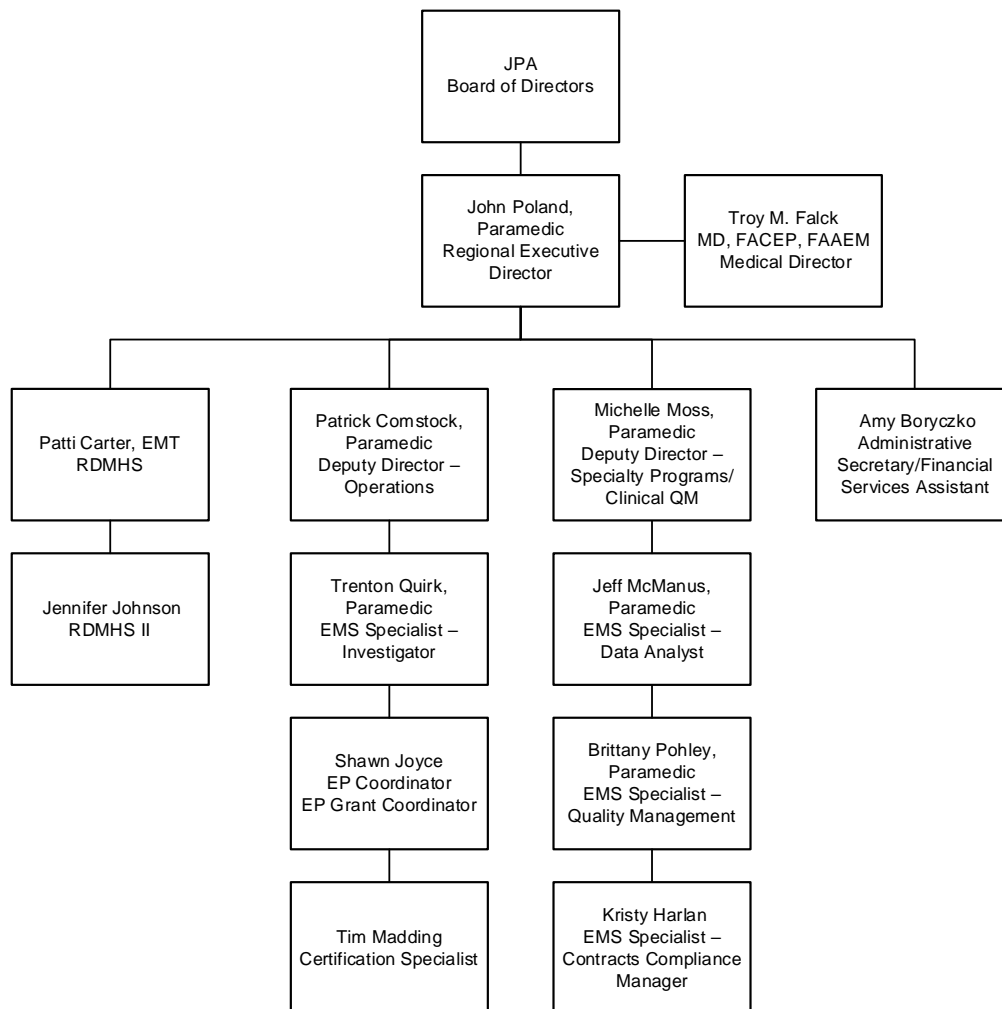 JPA
Board of Directors
John Poland,
Paramedic
Regional Executive
Director
Troy M. Falck
MD, FACEP, FAAEM
Medical Director
Patti Carter, EMT
RDMHS
Patrick Comstock,
Paramedic
Deputy Director –
Operations
Michelle Moss,
Paramedic
Deputy Director –
Specialty Programs/
Clinical QM
Amy Boryczko
Administrative
Secretary/Financial
Services Assistant
Jennifer Johnson
RDMHS II
Trenton Quirk,
Paramedic
EMS Specialist –
Investigator
Jeff McManus,
Paramedic
EMS Specialist –
Data Analyst
Shawn Joyce
EP Coordinator
EP Grant Coordinator
Brittany Pohley,
Paramedic
EMS Specialist –
Quality Management
Tim Madding
Certification Specialist
Kristy Harlan
EMS Specialist –
Contracts Compliance
Manager